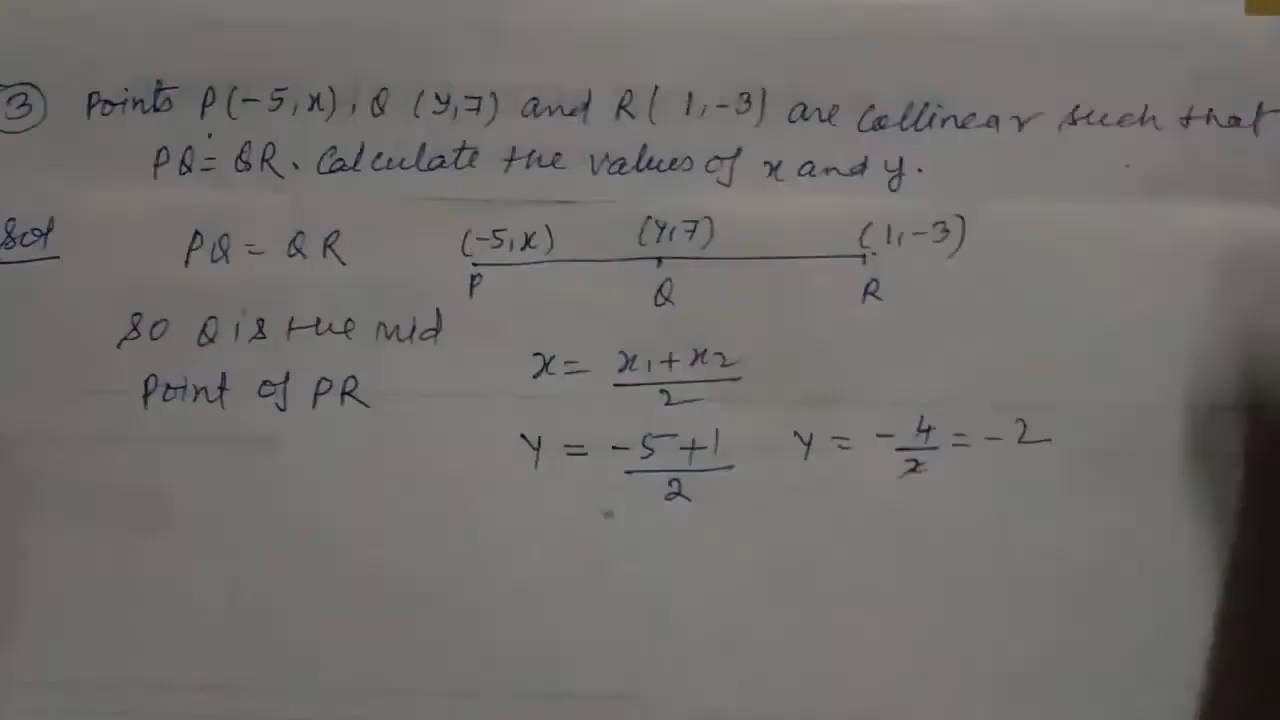 ③ Points P(-5,x), Q (y,7) and R( 1,-3) are collinear such that
PQ = QR. Calculate the values of x and y.
Sol PQ = QR (-5,x) (y,7) (1,-3)
P Q R
So Q is the mid
Point of PR
x = x1+x2 / 2
y = -5+1 / 2 y = -4/2 = -2